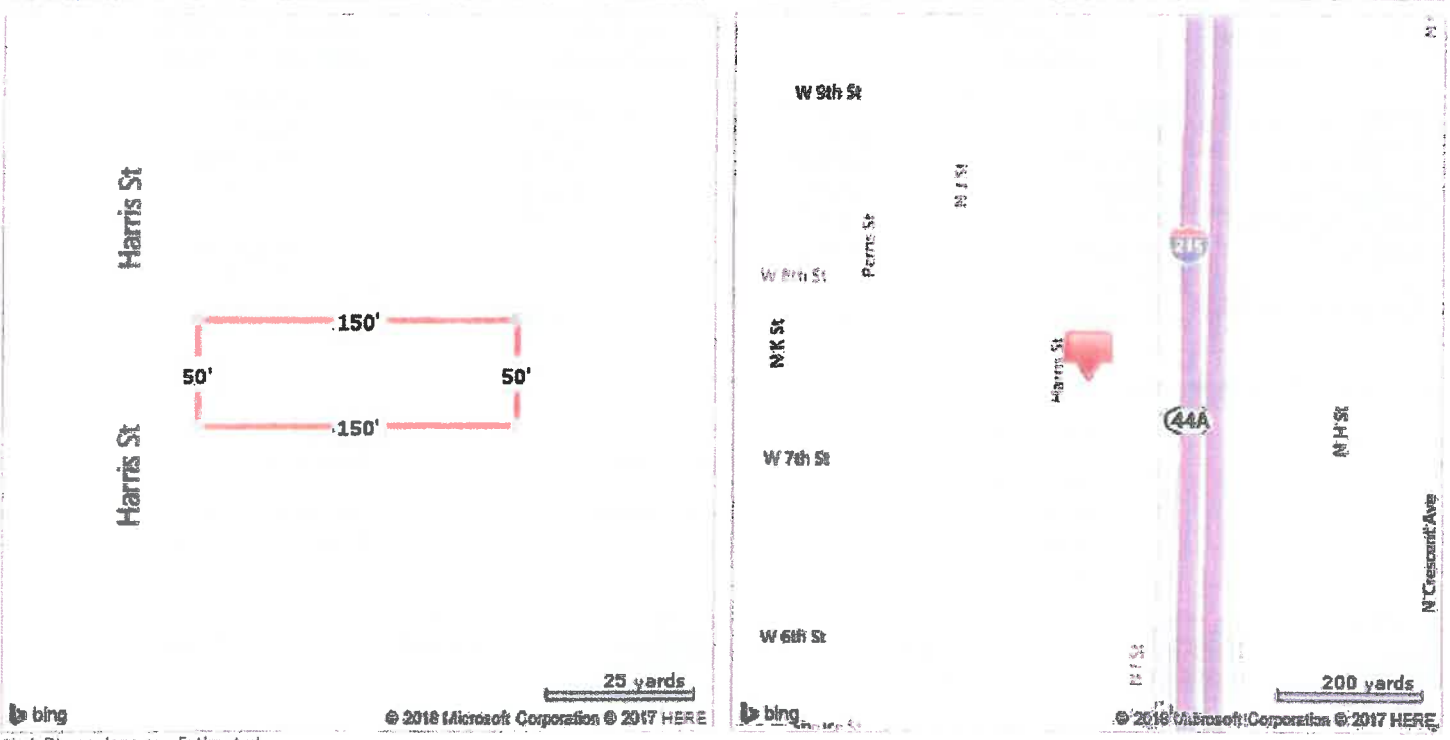 Harris St
150'
50'
50'
150'
Harris St
25 yards
bing
© 2018 Microsoft Corporation © 2017 HERE
W 9th St
N J St
Perris St
215
W 8th St
N K St
Harris St
44A
N H St
W 7th St
N Crescent Ave
W 6th St
N I St
200 yards
bing
© 2018 Microsoft Corporation © 2017 HERE